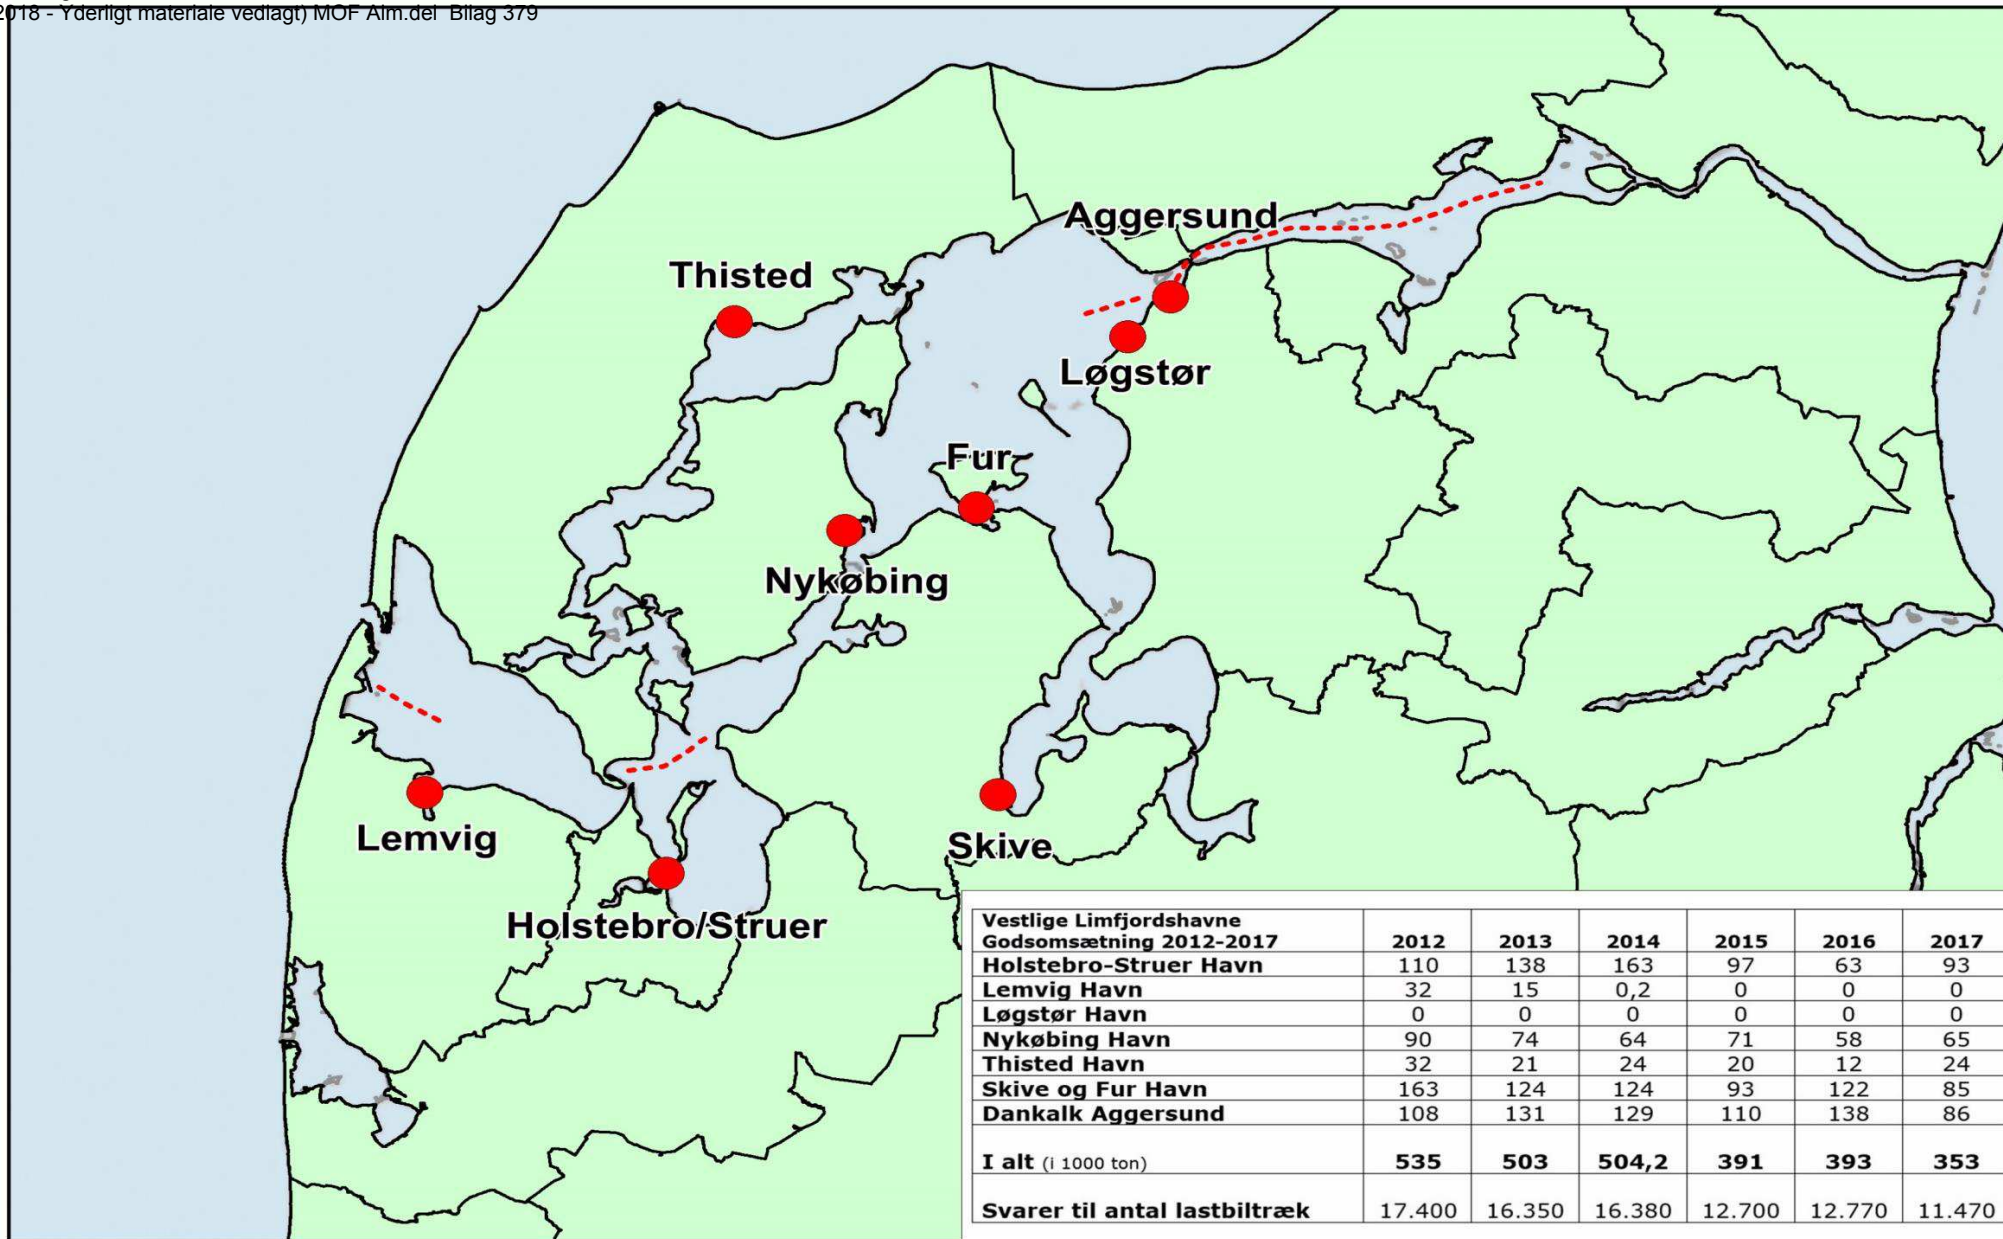 2018 - Yderligt materiale vedlagt) MOF Alm.del Bilag 379
Aggersund
Thisted
Løgstør
Fur
Nykøbing
Lemvig
Skive
Holstebro/Struer
Vestlige Limfjordshavne
Godsomsætning 2012-2017 2012 2013 2014 2015 2016 2017
Holstebro-Struer Havn 110 138 163 97 63 93
Lemvig Havn 32 15 0,2 0 0 0
Løgstør Havn 0 0 0 0 0 0
Nykøbing Havn 90 74 64 71 58 65
Thisted Havn 32 21 24 20 12 24
Skive og Fur Havn 163 124 124 93 122 85
Dankalk Aggersund 108 131 129 110 138 86
I alt (i 1000 ton) 535 503 504,2 391 393 353
Svarer til antal lastbiltræk 17.400 16.350 16.380 12.700 12.770 11.470